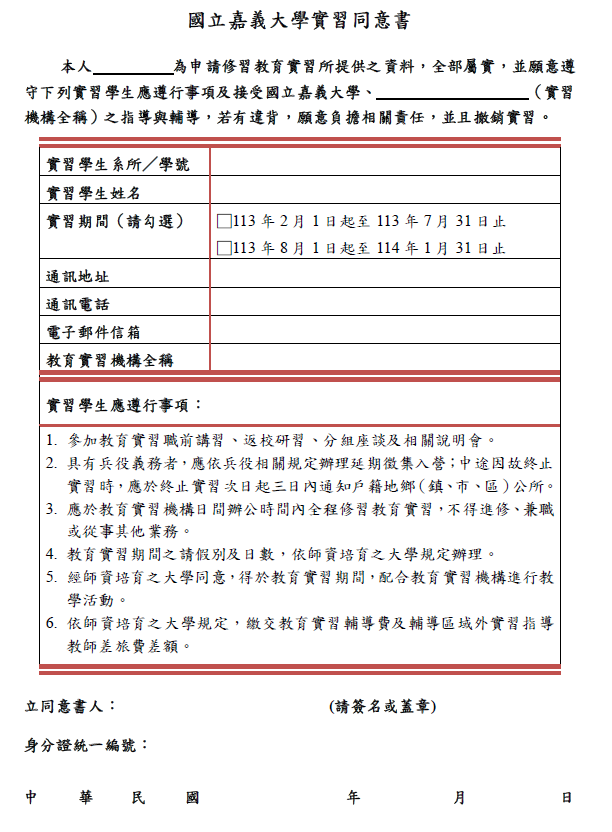 國立嘉義大學實習同意書
本人＿＿＿＿＿為申請修習教育實習所提供之資料，全部屬實，並願意遵
守下列實習學生應遵行事項及接受國立嘉義大學、＿＿＿＿＿＿＿＿＿＿（實習
機構全稱）之指導與輔導，若有違背，願意負擔相關責任，並且撤銷實習。
實習學生系所／學號
實習學生姓名
實習期間（請勾選） □113 年 2 月 1 日起至 113 年 7 月 31 日止
□113 年 8 月 1 日起至 114 年 1 月 31 日止
通訊地址
通訊電話
電子郵件信箱
教育實習機構全稱
實習學生應遵行事項：
1. 參加教育實習職前講習、返校研習、分組座談及相關說明會。
2. 具有兵役義務者，應依兵役相關規定辦理延期徵集入營；中途因故終止
實習時，應於終止實習次日起三日內通知戶籍地鄉（鎮、市、區）公所。
3. 應於教育實習機構日間辦公時間內全程修習教育實習，不得進修、兼職
或從事其他業務。
4. 教育實習期間之請假別及日數，依師資培育之大學規定辦理。
5. 經師資培育之大學同意，得於教育實習期間，配合教育實習機構進行教
學活動。
6. 依師資培育之大學規定，繳交教育實習輔導費及輔導區域外實習指導
教師差旅費差額。
立同意書人： (請簽名或蓋章)
身分證統一編號：
中 華 民 國 年 月 日